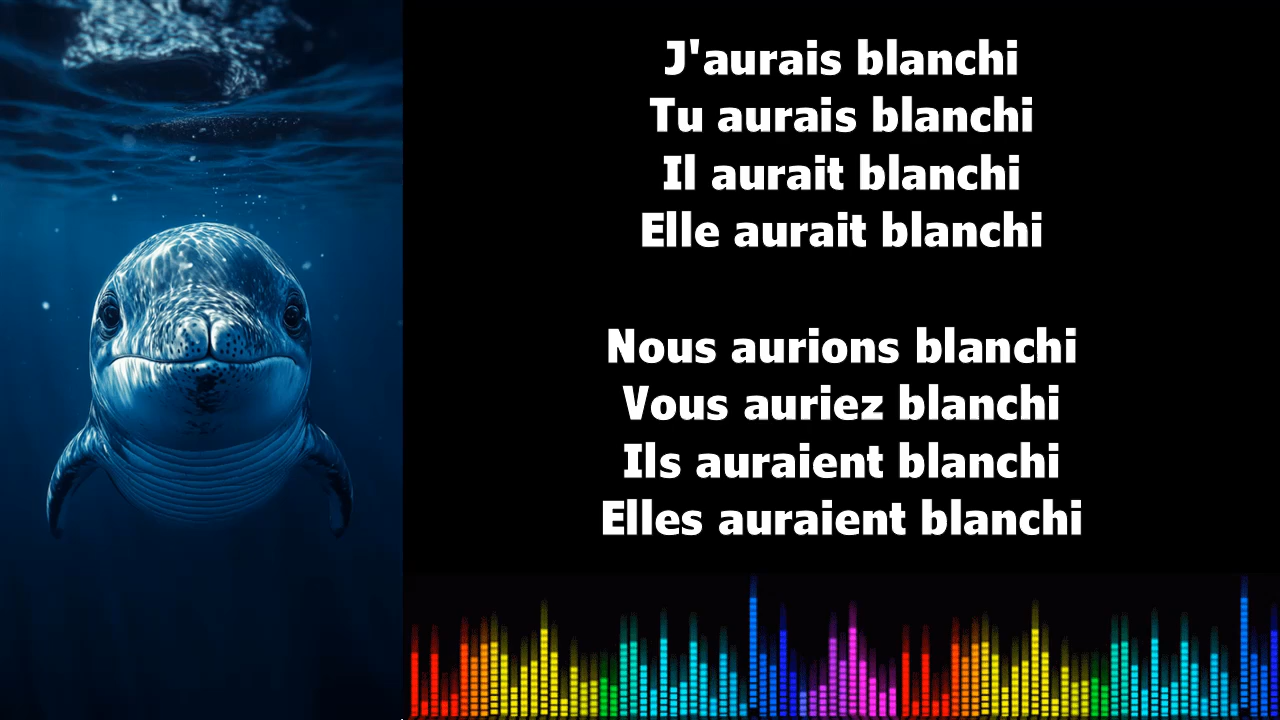 J'aurais blanchi
Tu aurais blanchi
Il aurait blanchi
Elle aurait blanchi
Nous aurions blanchi
Vous auriez blanchi
Ils auraient blanchi
Elles auraient blanchi